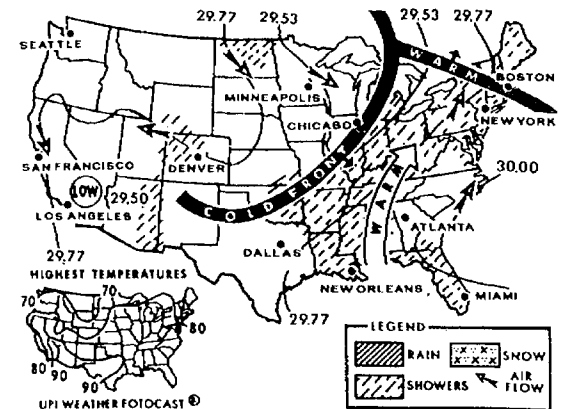 29.77 29.53 29.53 29.77
SEATTLE
WARM
BOSTON
MINNEAPOLIS
NEW YORK
CHICAGO
SAN FRANCISCO
DENVER
30.00
LOW 29.50
COLD FRONT
WARM
LOS ANGELES
ATLANTA
DALLAS
29.77
HIGHEST TEMPERATURES
NEW ORLEANS
MIAMI
70 70
29.77
80
LEGEND
RAIN SNOW
SHOWERS AIR FLOW
80 90 90
UPI WEATHER FOTOCAST ®